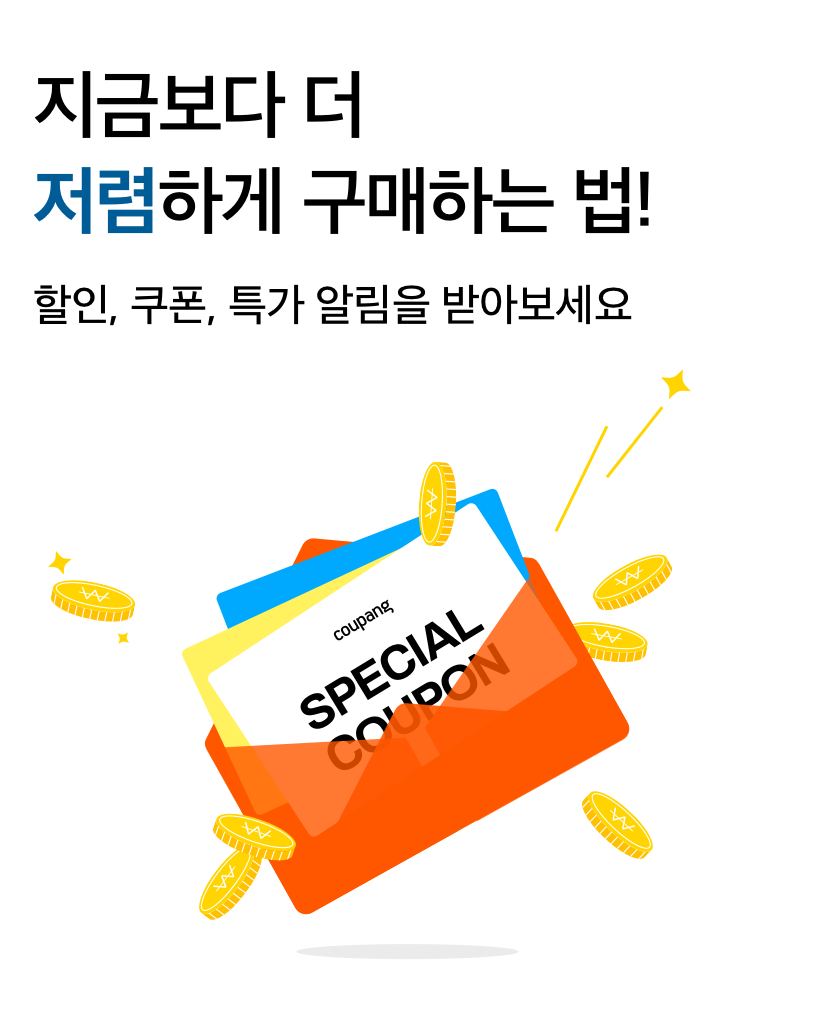 지금보다 더
저렴하게 구매하는 법!
할인, 쿠폰, 특가 알림을 받아보세요
coupang
SPECIAL
COUPON